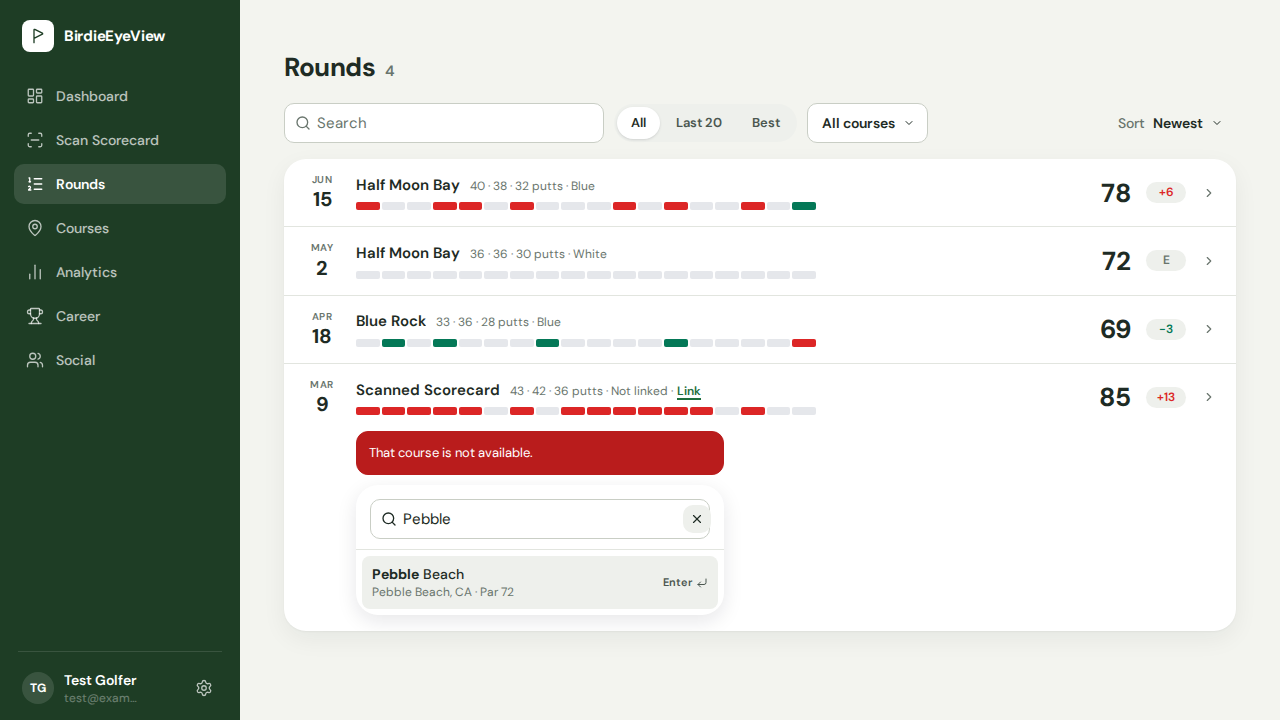 BirdieEyeView
Dashboard
Scan Scorecard
Rounds
Courses
Analytics
Career
Social
TG
Test Golfer
test@exam...
Rounds 4
Search
All
Last 20
Best
All courses
Sort Newest
JUN
15
Half Moon Bay 40 · 38 · 32 putts · Blue
78
+6
MAY
2
Half Moon Bay 36 · 36 · 30 putts · White
72
E
APR
18
Blue Rock 33 · 36 · 28 putts · Blue
69
−3
MAR
9
Scanned Scorecard 43 · 42 · 36 putts · Not linked · Link
85
+13
That course is not available.
Pebble
Pebble Beach
Pebble Beach, CA · Par 72
Enter